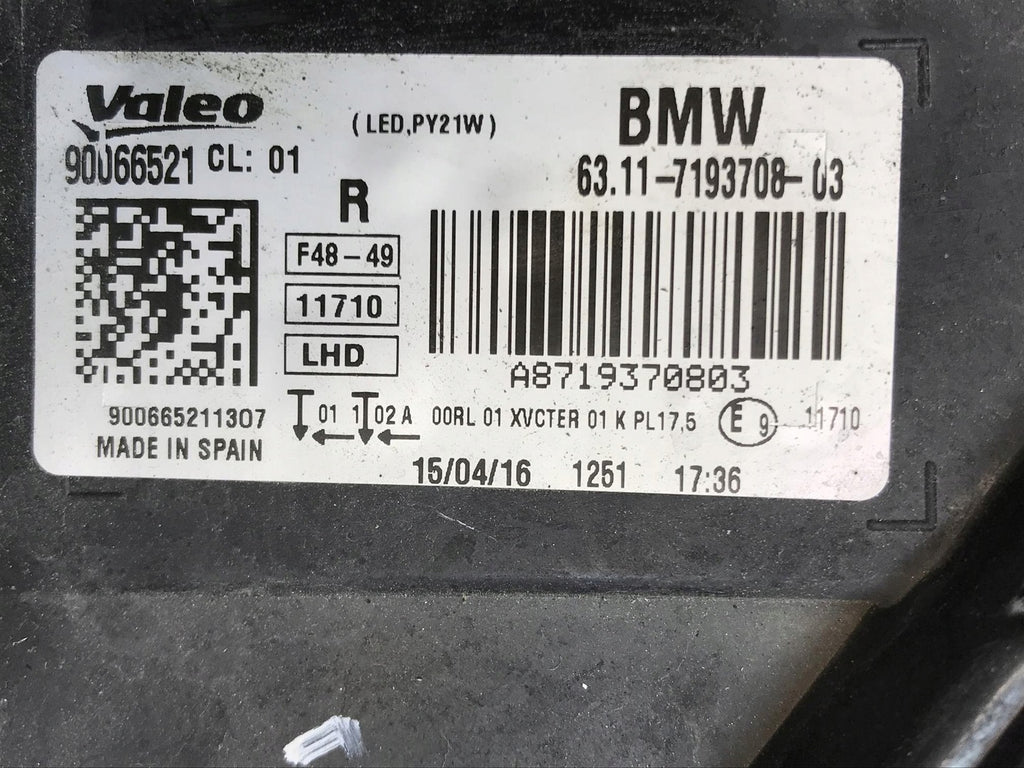 Valeo
90066521 CL: 01
(LED,PY21W)
BMW
63.11-7193708-03
R
F48-49
11710
LHD
A8719370803
900665211307
MADE IN SPAIN
01 1 02 A 00RL 01 XVCTER 01 K PL17,5 E 9 11710
15/04/16 1251 17:36